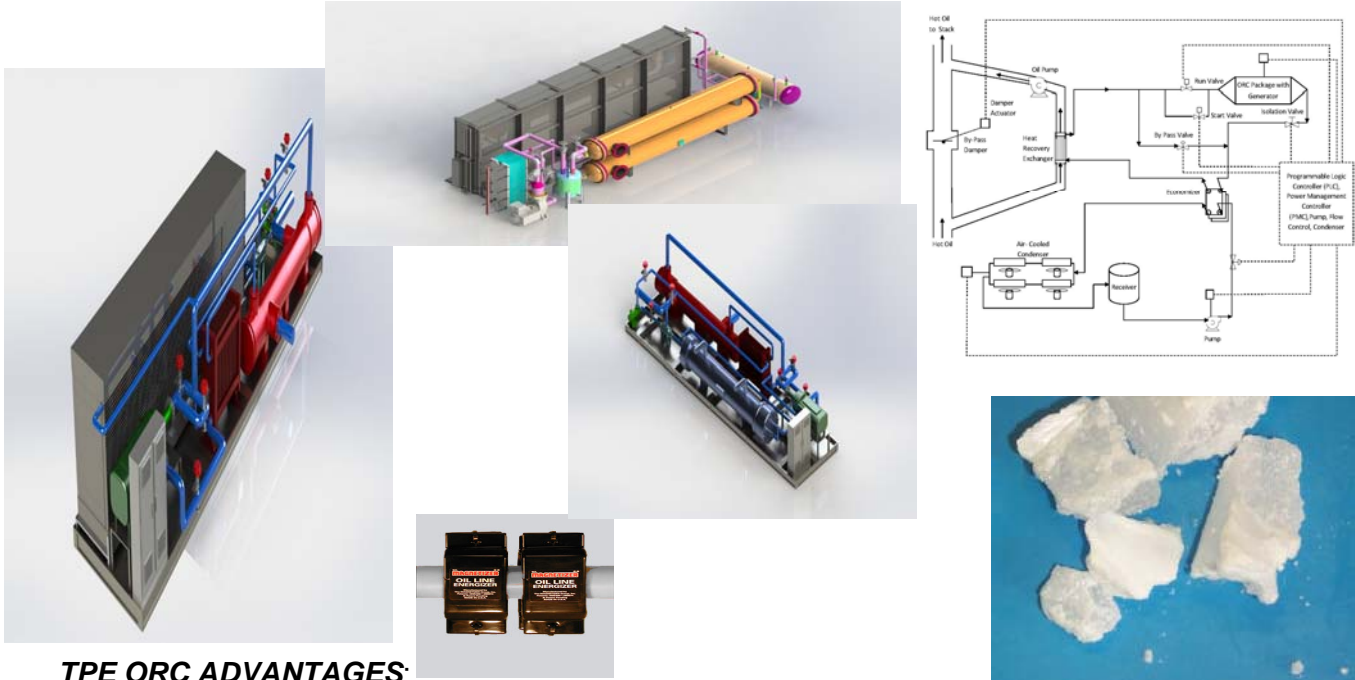 Hot Oil
to Stack
Oil Pump
Damper
Actuator
By-Pass
Damper
Heat
Recovery
Exchanger
Run Valve
ORC Package with
Generator
Isolation Valve
Start Valve
By Pass Valve
Economizer
Programmable Logic
Controller (PLC),
Power Management
Controller
(PMC),Pump, Flow
Control, Condenser
Hot Oil
Air- Cooled
Condenser
Receiver
Pump
MAGNETIZER
OIL LINE
ENERGIZER
MAGNETIZER
OIL LINE
ENERGIZER
TPE ORC ADVANTAGES: